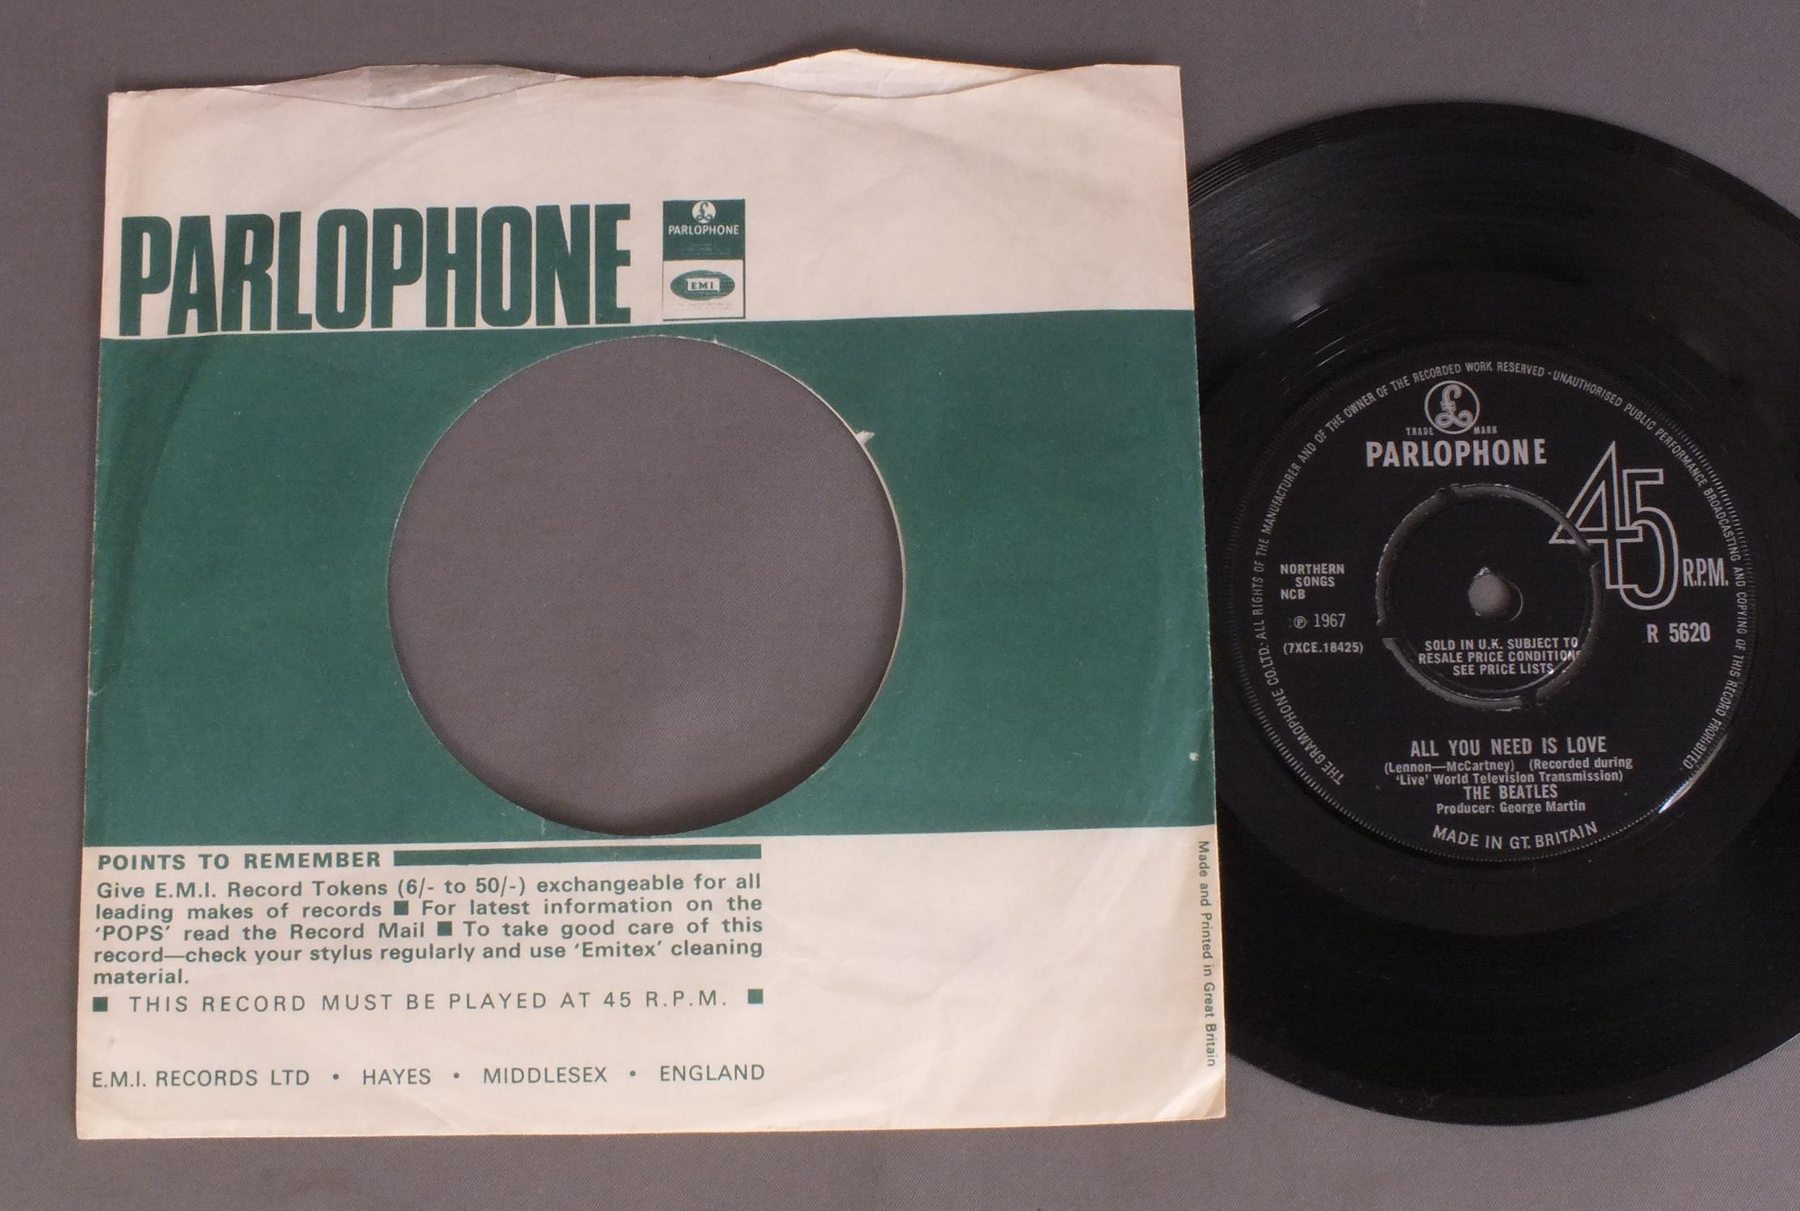 PARLOPHONE
PARLOPHONE
EMI
POINTS TO REMEMBER
Give E.M.I. Record Tokens (6/- to 50/-) exchangeable for all
leading makes of records ■ For latest information on the
‘POPS’ read the Record Mail ■ To take good care of this
record—check your stylus regularly and use ‘Emitex’ cleaning
material.
■ THIS RECORD MUST BE PLAYED AT 45 R.P.M. ■
E.M.I. RECORDS LTD • HAYES • MIDDLESEX • ENGLAND
Made and Printed in Great Britain
THE GRAMOPHONE CO. LTD. ALL RIGHTS OF THE MANUFACTURER AND OF THE OWNER OF THE RECORDED WORK RESERVED · UNAUTHORISED PUBLIC PERFORMANCE BROADCASTING AND COPYING OF THIS RECORD PROHIBITED
£
TRADE MARK
PARLOPHONE
45
R.P.M.
NORTHERN
SONGS
NCB
℗ 1967
(7XCE.18425)
R 5620
SOLD IN U.K. SUBJECT TO
RESALE PRICE CONDITIONS
SEE PRICE LISTS
ALL YOU NEED IS LOVE
(Lennon—McCartney) (Recorded during
‘Live’ World Television Transmission)
THE BEATLES
Producer: George Martin
MADE IN GT. BRITAIN